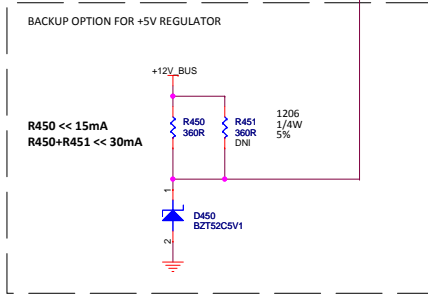 BACKUP OPTION FOR +5V REGULATOR
+12V_BUS
R450
360R
R451
360R
DNI
1206
1/4W
5%
R450 << 15mA
R450+R451 << 30mA
1
D450
BZT52C5V1
2